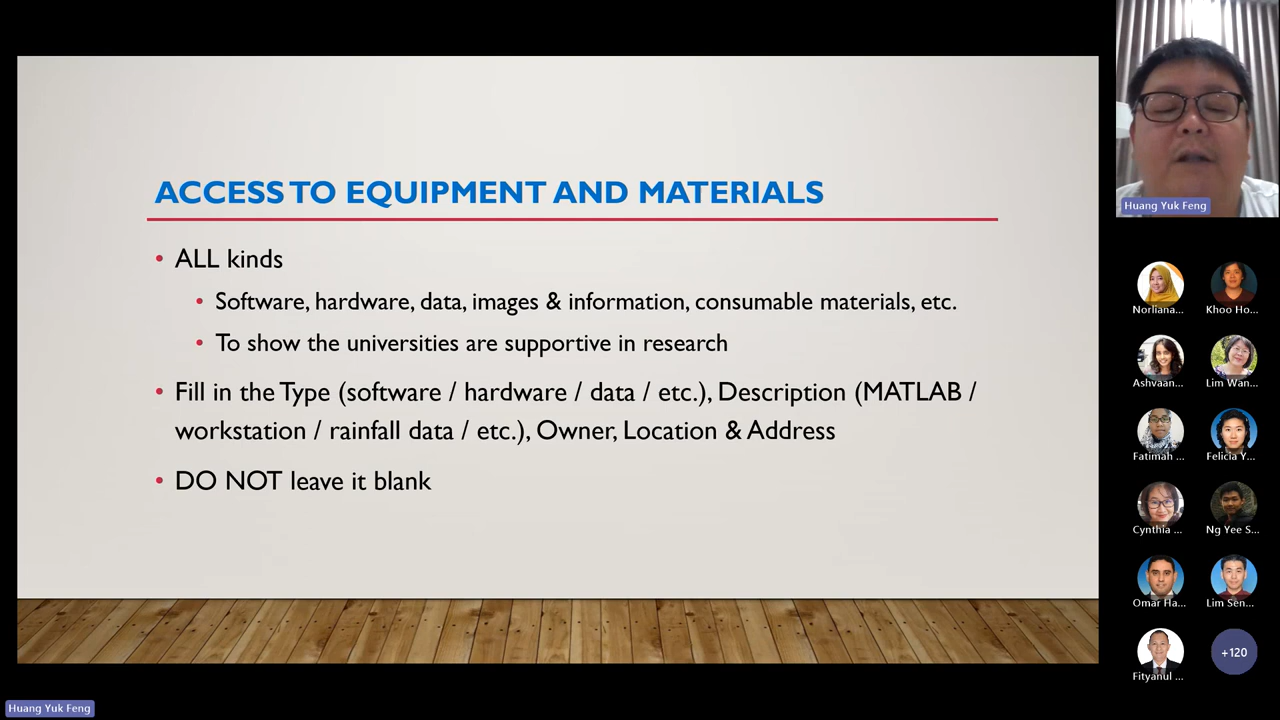 ACCESS TO EQUIPMENT AND MATERIALS
• ALL kinds
• Software, hardware, data, images & information, consumable materials, etc.
• To show the universities are supportive in research
• Fill in the Type (software / hardware / data / etc.), Description (MATLAB /
workstation / rainfall data / etc.), Owner, Location & Address
• DO NOT leave it blank
Huang Yuk Feng
Norliana...
Khoo Ho...
Ashvaan...
Lim Wan...
Fatimah ...
Felicia Y...
Cynthia ...
Ng Yee S...
Omar Ha...
Lim Sen...
Fityanul ...
+120
Huang Yuk Feng